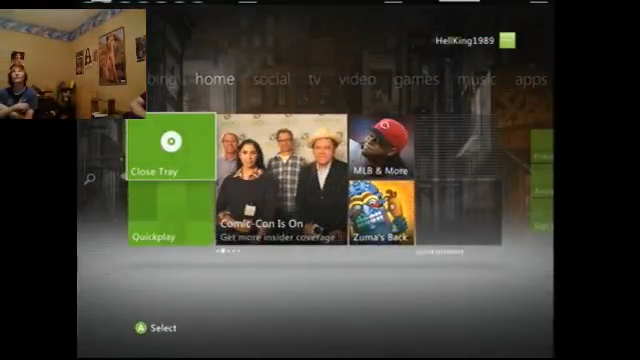 HellKing1989
bing home social tv video games music apps
Close Tray
MLB & More
Comic-Con Is On
Get more insider coverage
Quickplay
Zuma's Back
A Select